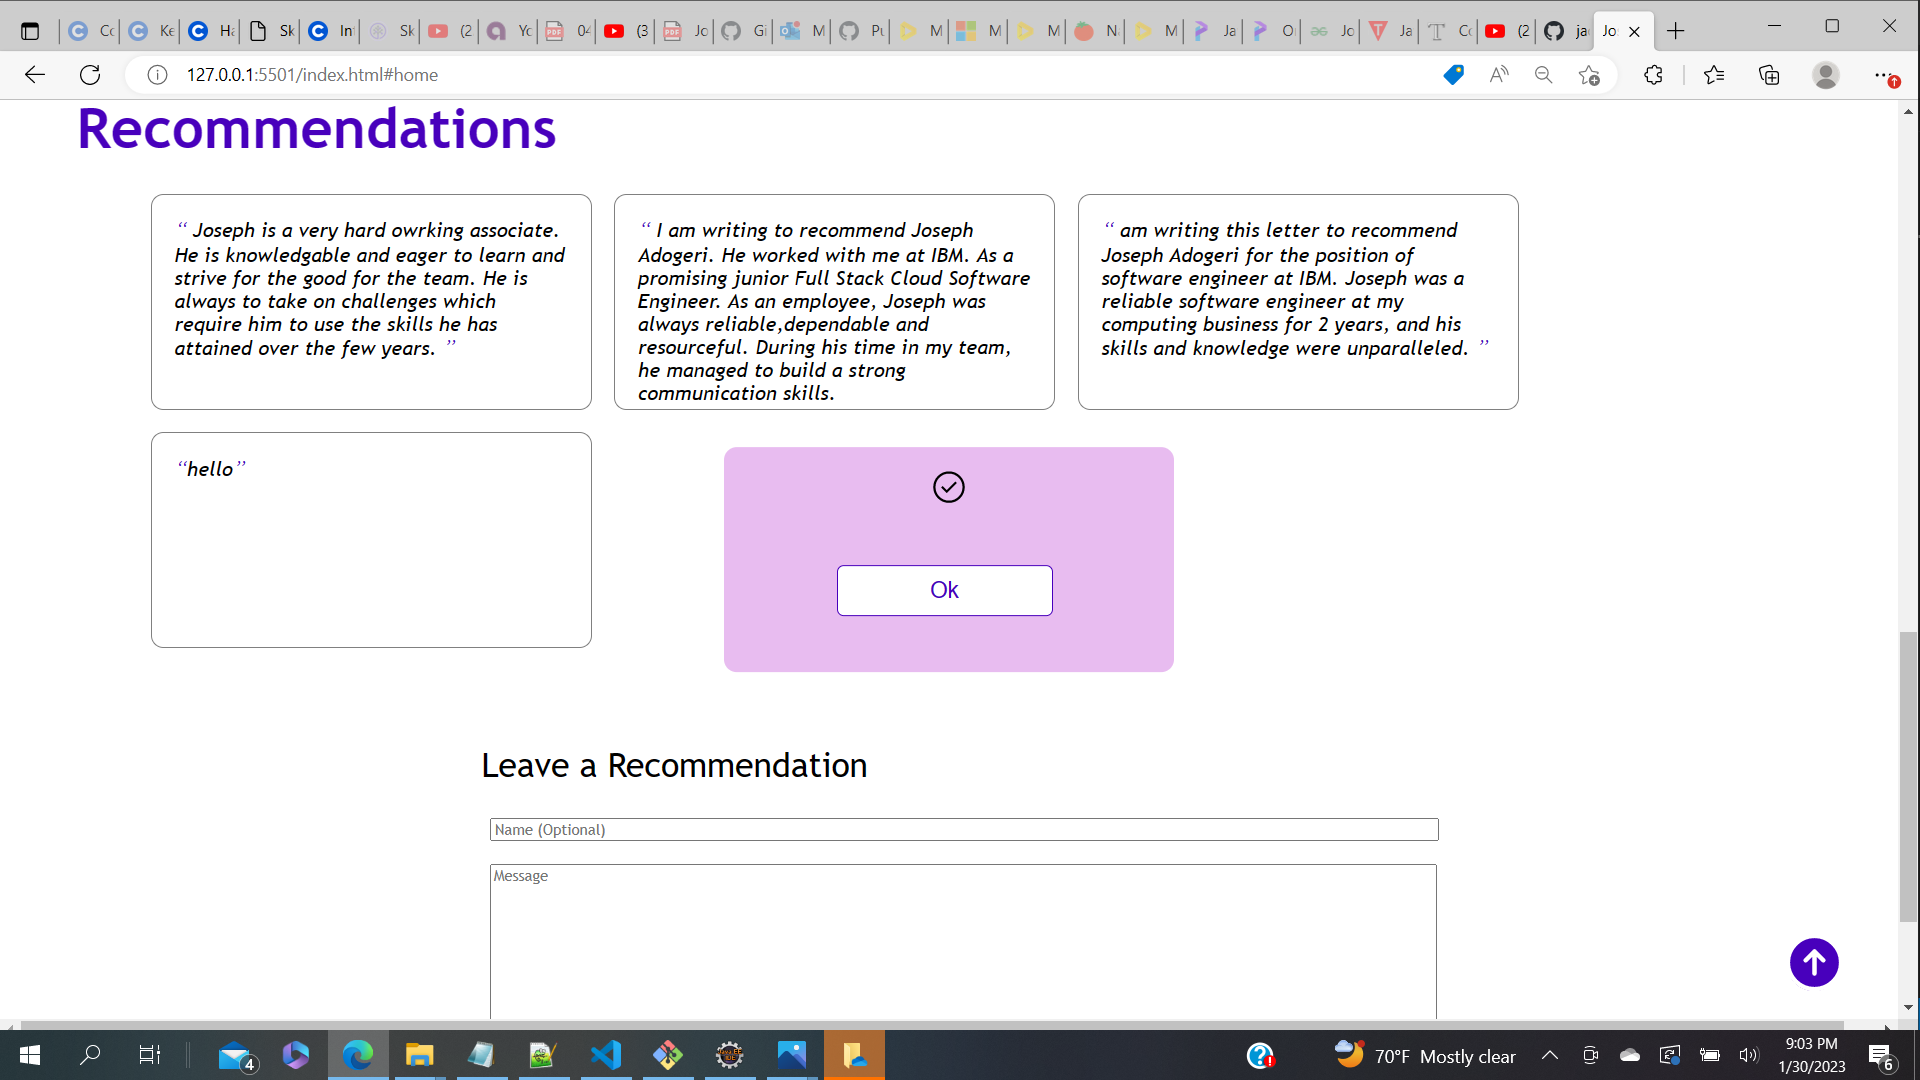 Cc
Ke
Ha
Sk
In
Sk
(2
Yc
04
(3
Jo
Gi
M
Pu
M
M
M
N
M
Ja
O
Jo
Ja
Cc
(2
ja
Jo
127.0.0.1:5501/index.html#home
Recommendations
“ Joseph is a very hard owrking associate.
He is knowledgable and eager to learn and
strive for the good for the team. He is
always to take on challenges which
require him to use the skills he has
attained over the few years. ”
“ I am writing to recommend Joseph
Adogeri. He worked with me at IBM. As a
promising junior Full Stack Cloud Software
Engineer. As an employee, Joseph was
always reliable,dependable and
resourceful. During his time in my team,
he managed to build a strong
communication skills.
“ am writing this letter to recommend
Joseph Adogeri for the position of
software engineer at IBM. Joseph was a
reliable software engineer at my
computing business for 2 years, and his
skills and knowledge were unparalleled. ”
“hello”
Ok
Leave a Recommendation
Name (Optional)
Message
4
70°F Mostly clear
9:03 PM
1/30/2023
6